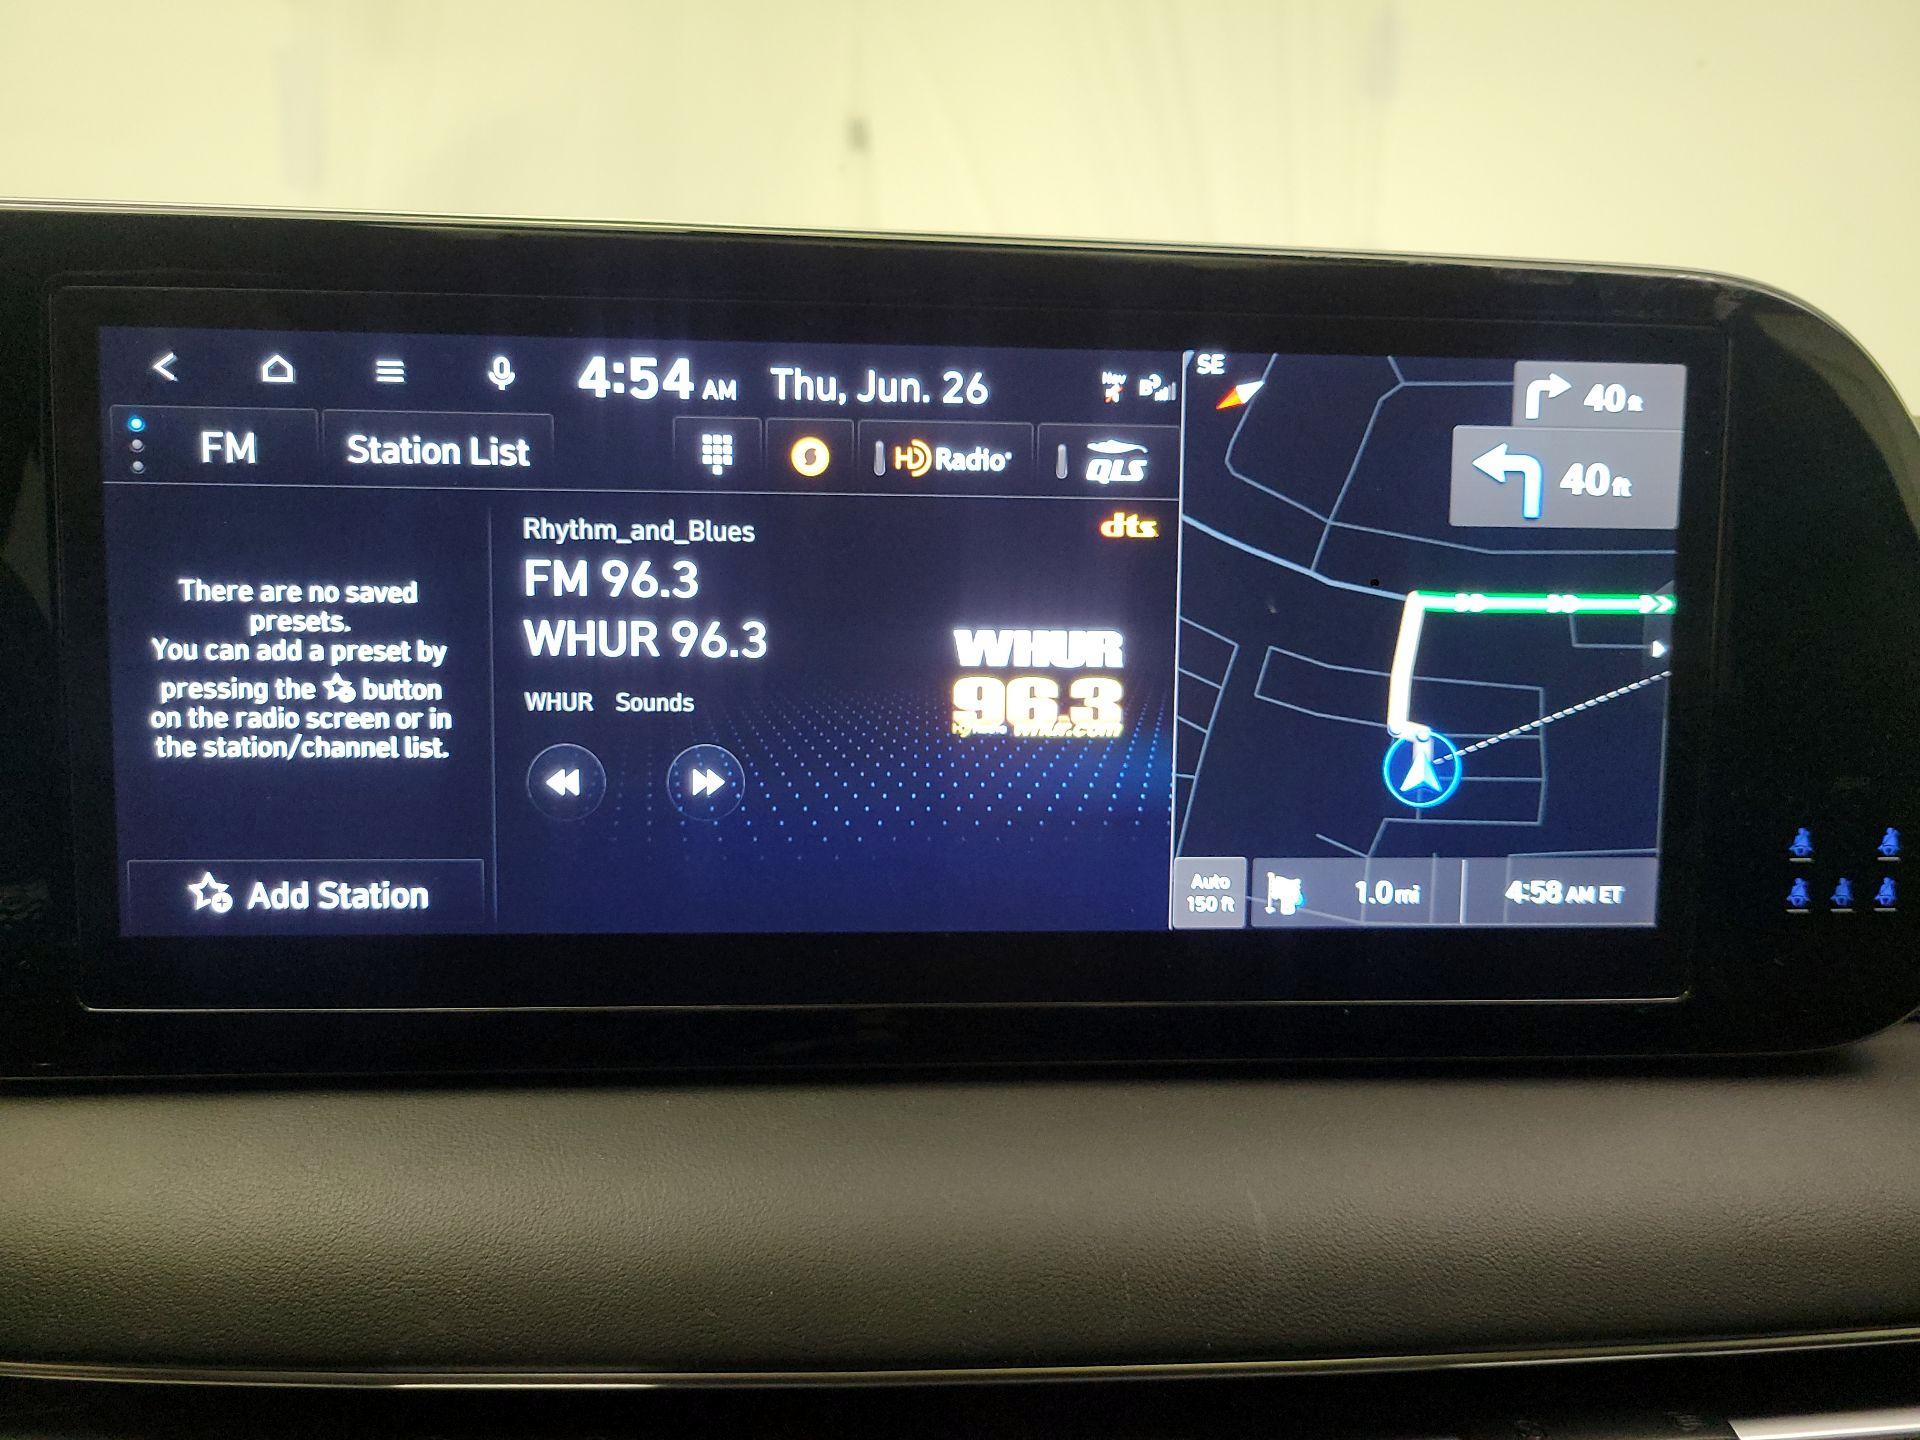 4:54 AM
Thu, Jun. 26
Nav
SE
40 ft
FM
Station List
HD Radio
QLS
40 ft
Rhythm_and_Blues
dts
There are no saved
presets.
You can add a preset by
pressing the button
on the radio screen or in
the station/channel list.
FM 96.3
WHUR 96.3
WHUR Sounds
WHUR
96.3
whur.com
Add Station
Auto
150 ft
1.0 mi
4:58 AM ET